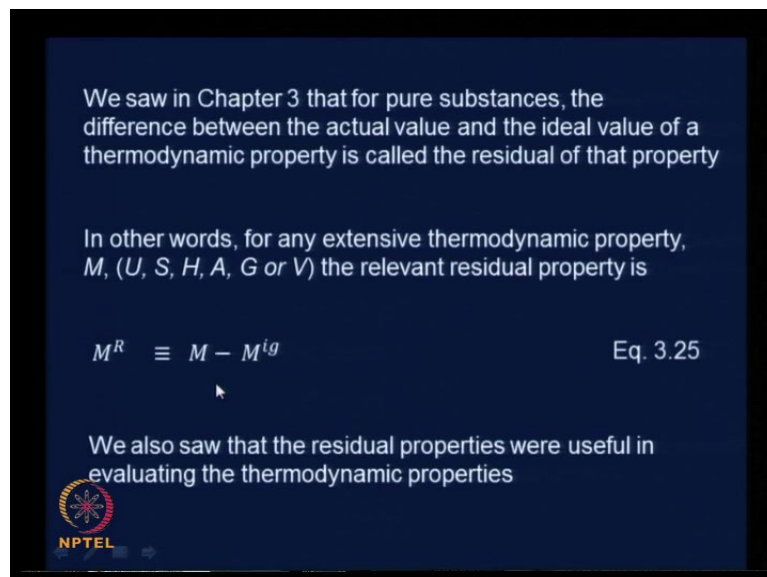 We saw in Chapter 3 that for pure substances, the
difference between the actual value and the ideal value of a
thermodynamic property is called the residual of that property
In other words, for any extensive thermodynamic property,
M, (U, S, H, A, G or V) the relevant residual property is
M^R ≡ M − M^{ig} Eq. 3.25
We also saw that the residual properties were useful in
evaluating the thermodynamic properties
NPTEL